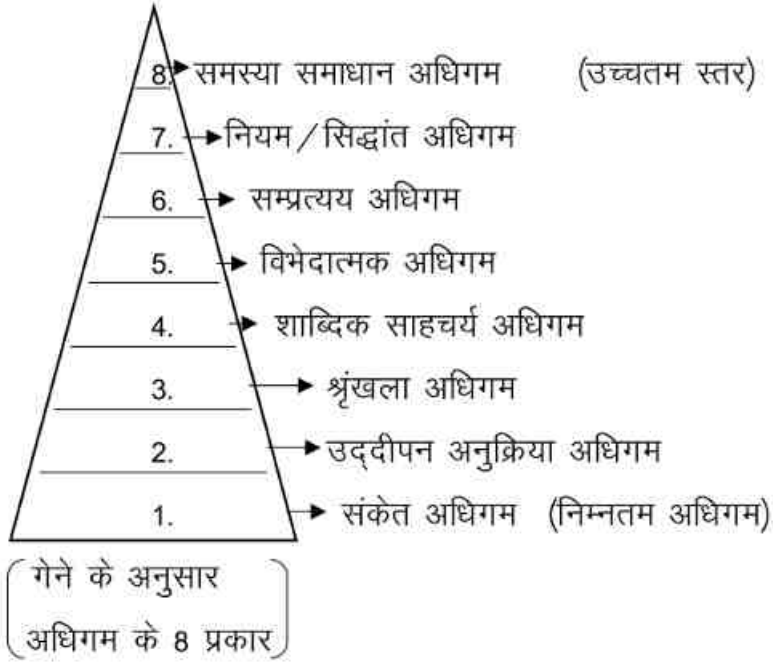 8. समस्या समाधान अधिगम (उच्चतम स्तर)
7. नियम/सिद्धांत अधिगम
6. सम्प्रत्यय अधिगम
5. विभेदात्मक अधिगम
4. शाब्दिक साहचर्य अधिगम
3. श्रृंखला अधिगम
2. उद्‌दीपन अनुक्रिया अधिगम
1. संकेत अधिगम (निम्नतम अधिगम)
गेने के अनुसार
अधिगम के 8 प्रकार